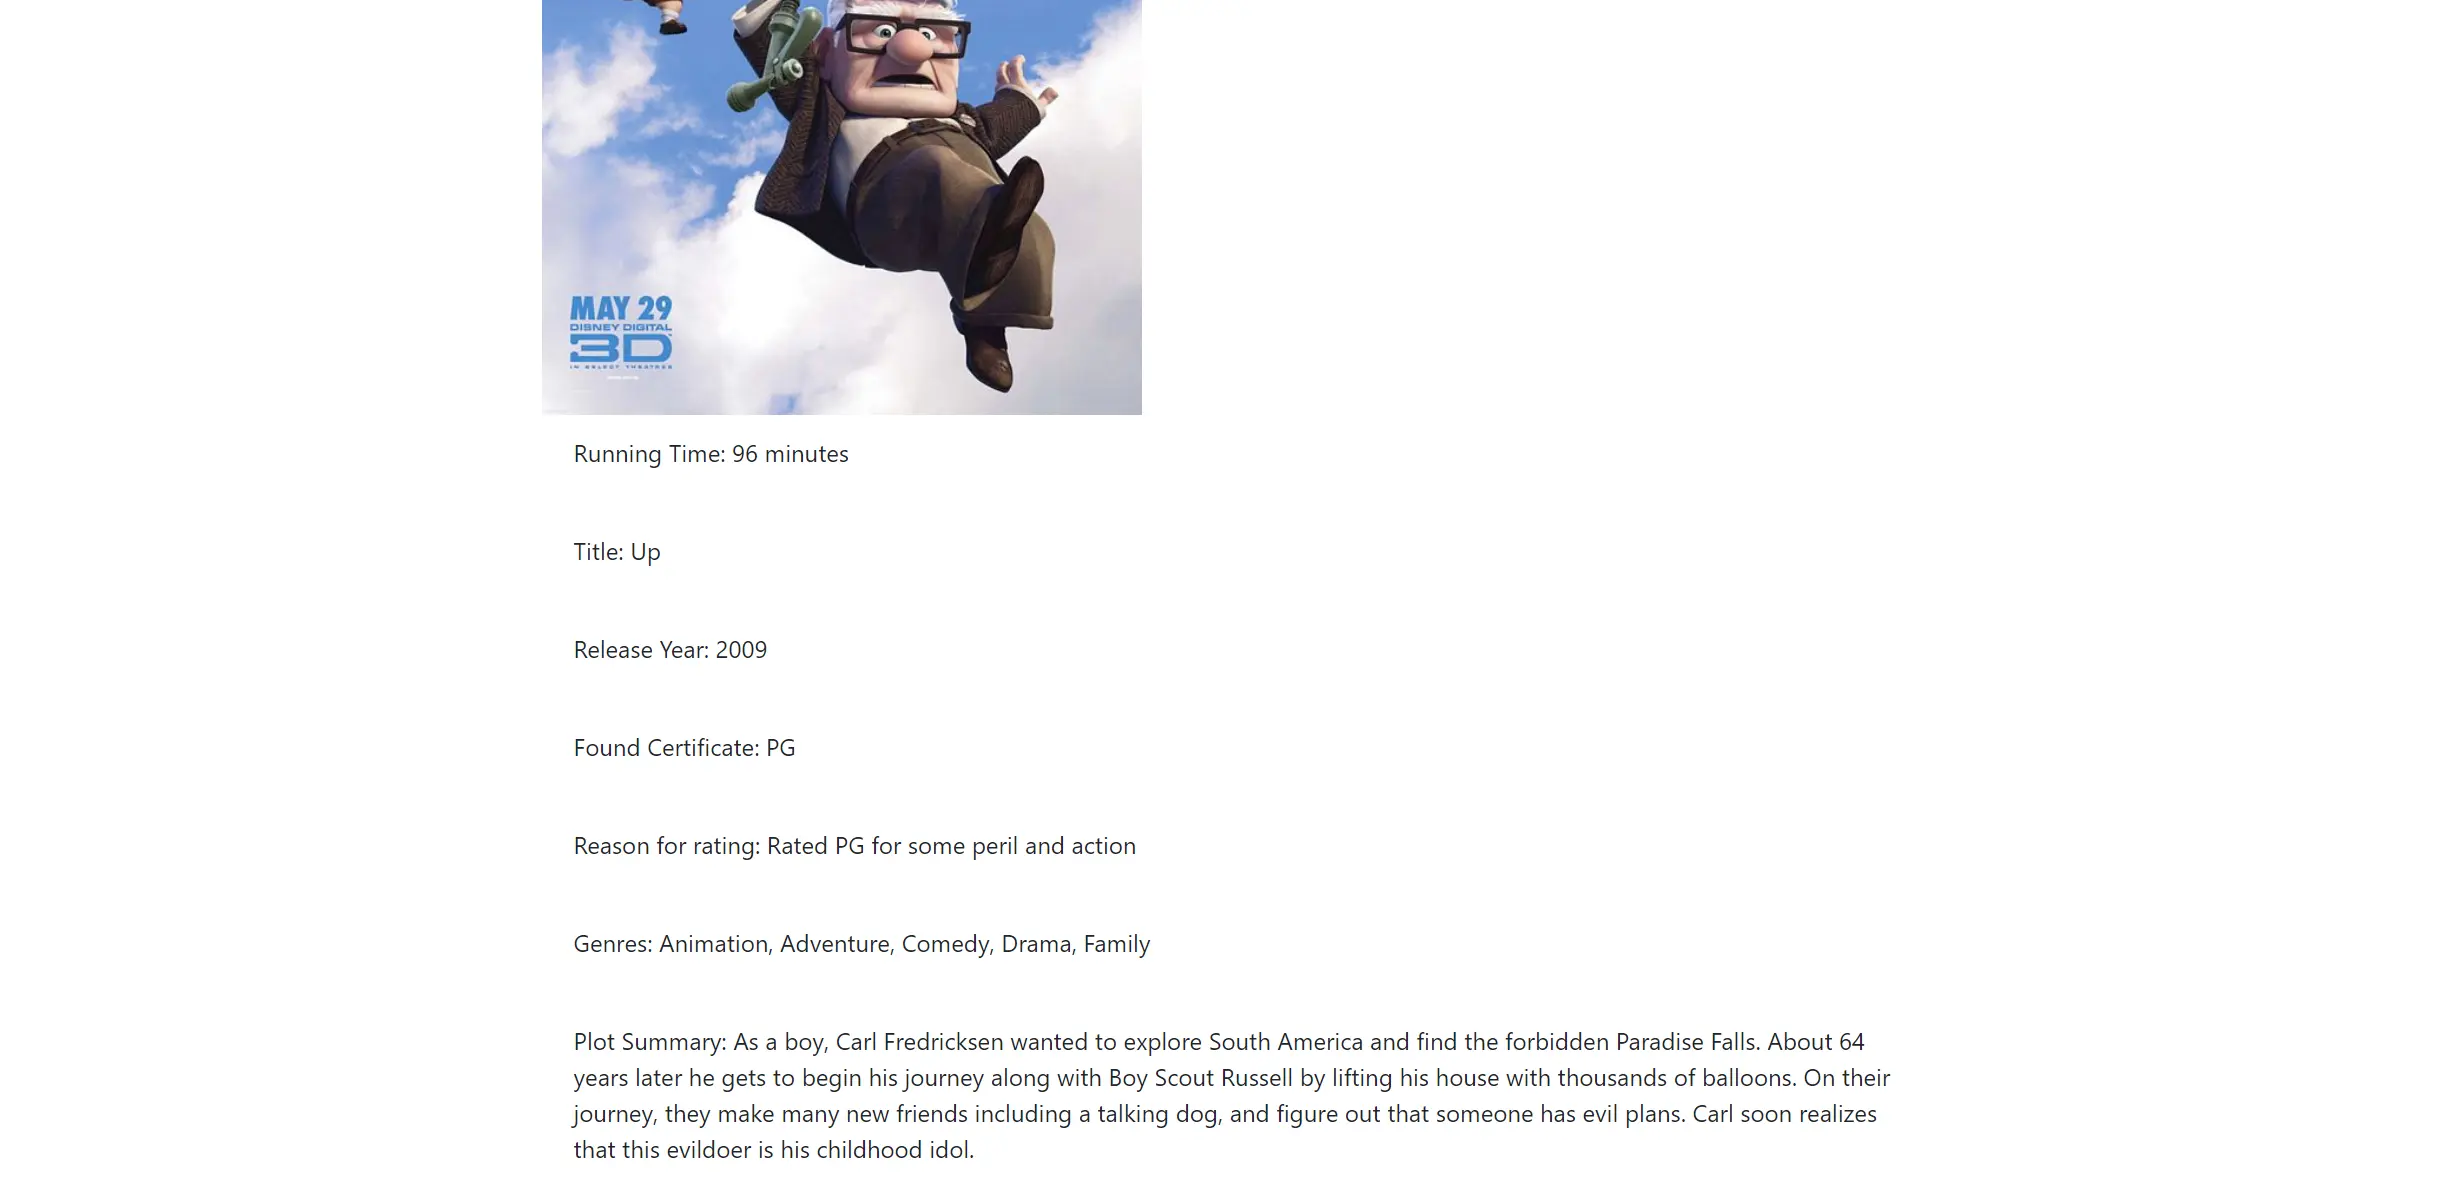 MAY 29
DISNEY DIGITAL
3D
IN SELECT THEATRES
Running Time: 96 minutes
Title: Up
Release Year: 2009
Found Certificate: PG
Reason for rating: Rated PG for some peril and action
Genres: Animation, Adventure, Comedy, Drama, Family
Plot Summary: As a boy, Carl Fredricksen wanted to explore South America and find the forbidden Paradise Falls. About 64
years later he gets to begin his journey along with Boy Scout Russell by lifting his house with thousands of balloons. On their
journey, they make many new friends including a talking dog, and figure out that someone has evil plans. Carl soon realizes
that this evildoer is his childhood idol.